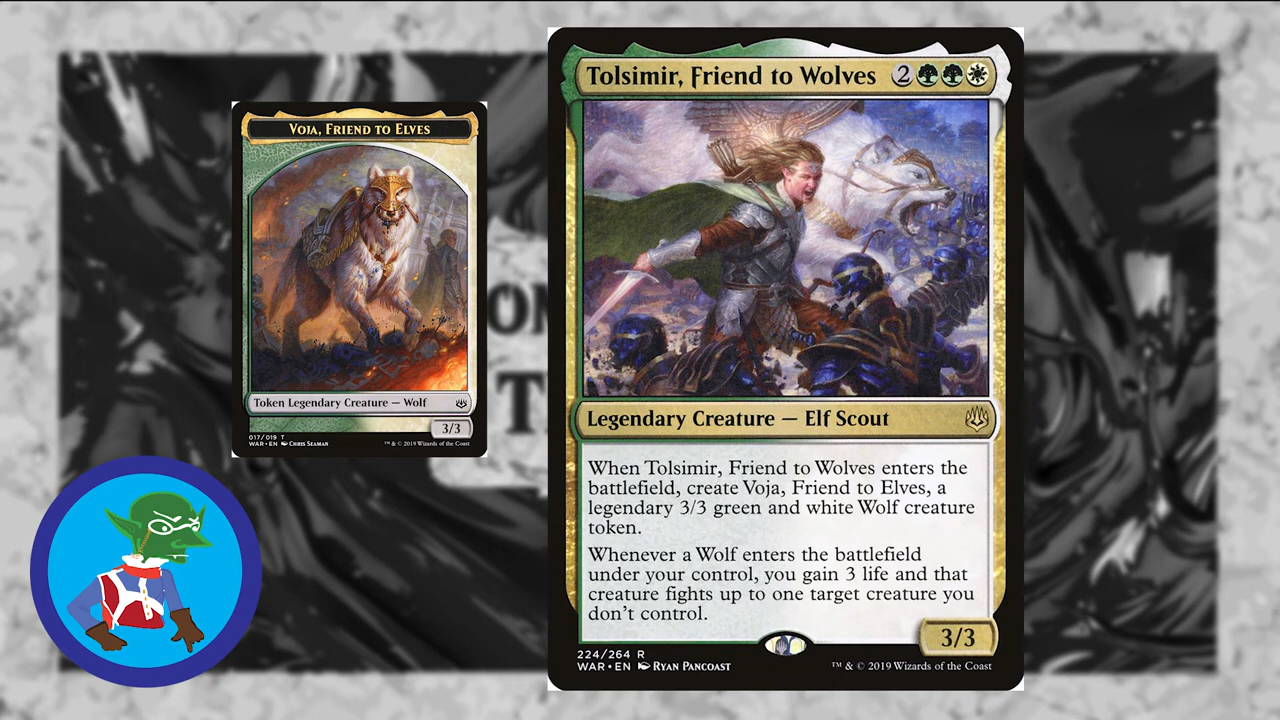 VOJA, FRIEND TO ELVES
Token Legendary Creature — Wolf
3/3
017/019 T
WAR • EN CHRIS SEAMAN
™ & © 2019 Wizards of the Coast
Tolsimir, Friend to Wolves 2
Legendary Creature — Elf Scout
When Tolsimir, Friend to Wolves enters the
battlefield, create Voja, Friend to Elves, a
legendary 3/3 green and white Wolf creature
token.
Whenever a Wolf enters the battlefield
under your control, you gain 3 life and that
creature fights up to one target creature you
don't control.
3/3
224/264 R
WAR • EN RYAN PANCOAST
™ & © 2019 Wizards of the Coast